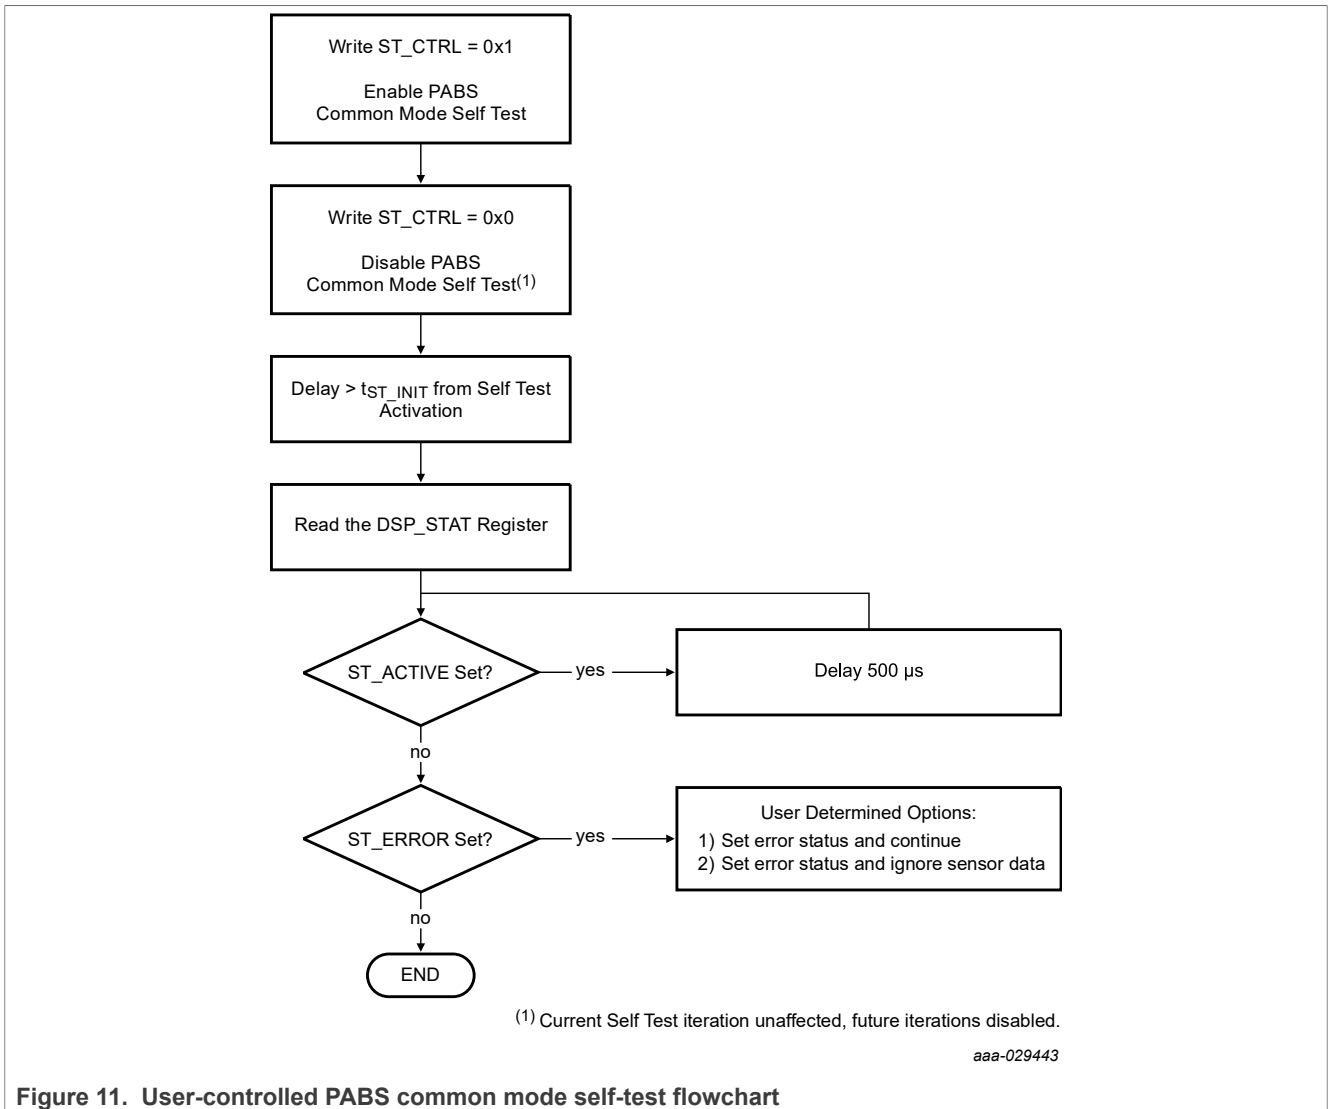 Write ST_CTRL = 0x1
Enable PABS
Common Mode Self Test
Write ST_CTRL = 0x0
Disable PABS
Common Mode Self Test(1)
Delay > tST_INIT from Self Test
Activation
Read the DSP_STAT Register
ST_ACTIVE Set?
yes
Delay 500 µs
no
ST_ERROR Set?
yes
User Determined Options:
1) Set error status and continue
2) Set error status and ignore sensor data
no
END
(1) Current Self Test iteration unaffected, future iterations disabled.
aaa-029443
Figure 11. User-controlled PABS common mode self-test flowchart